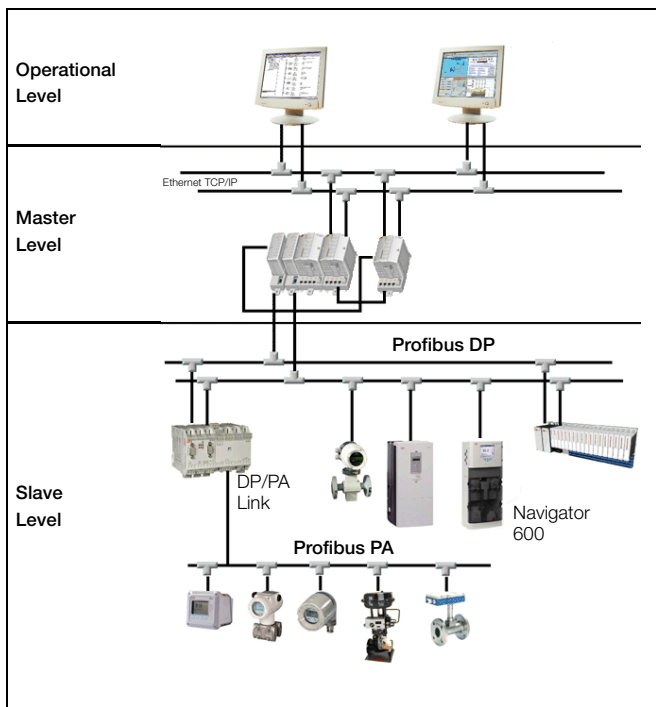 Operational
Level
Ethernet TCP/IP
Master
Level
Profibus DP
DP/PA
Link
Slave
Level
Navigator
600
Profibus PA